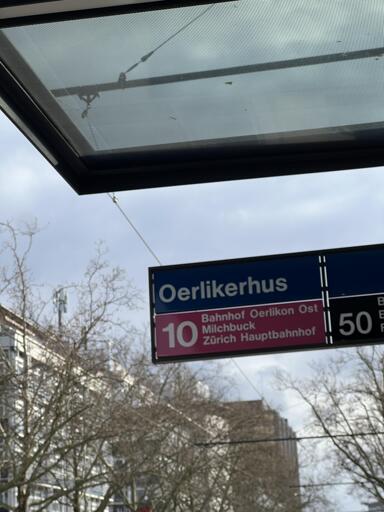 Oerlikerhus
10
Bahnhof Oerlikon Ost
Milchbuck
Zürich Hauptbahnhof
50